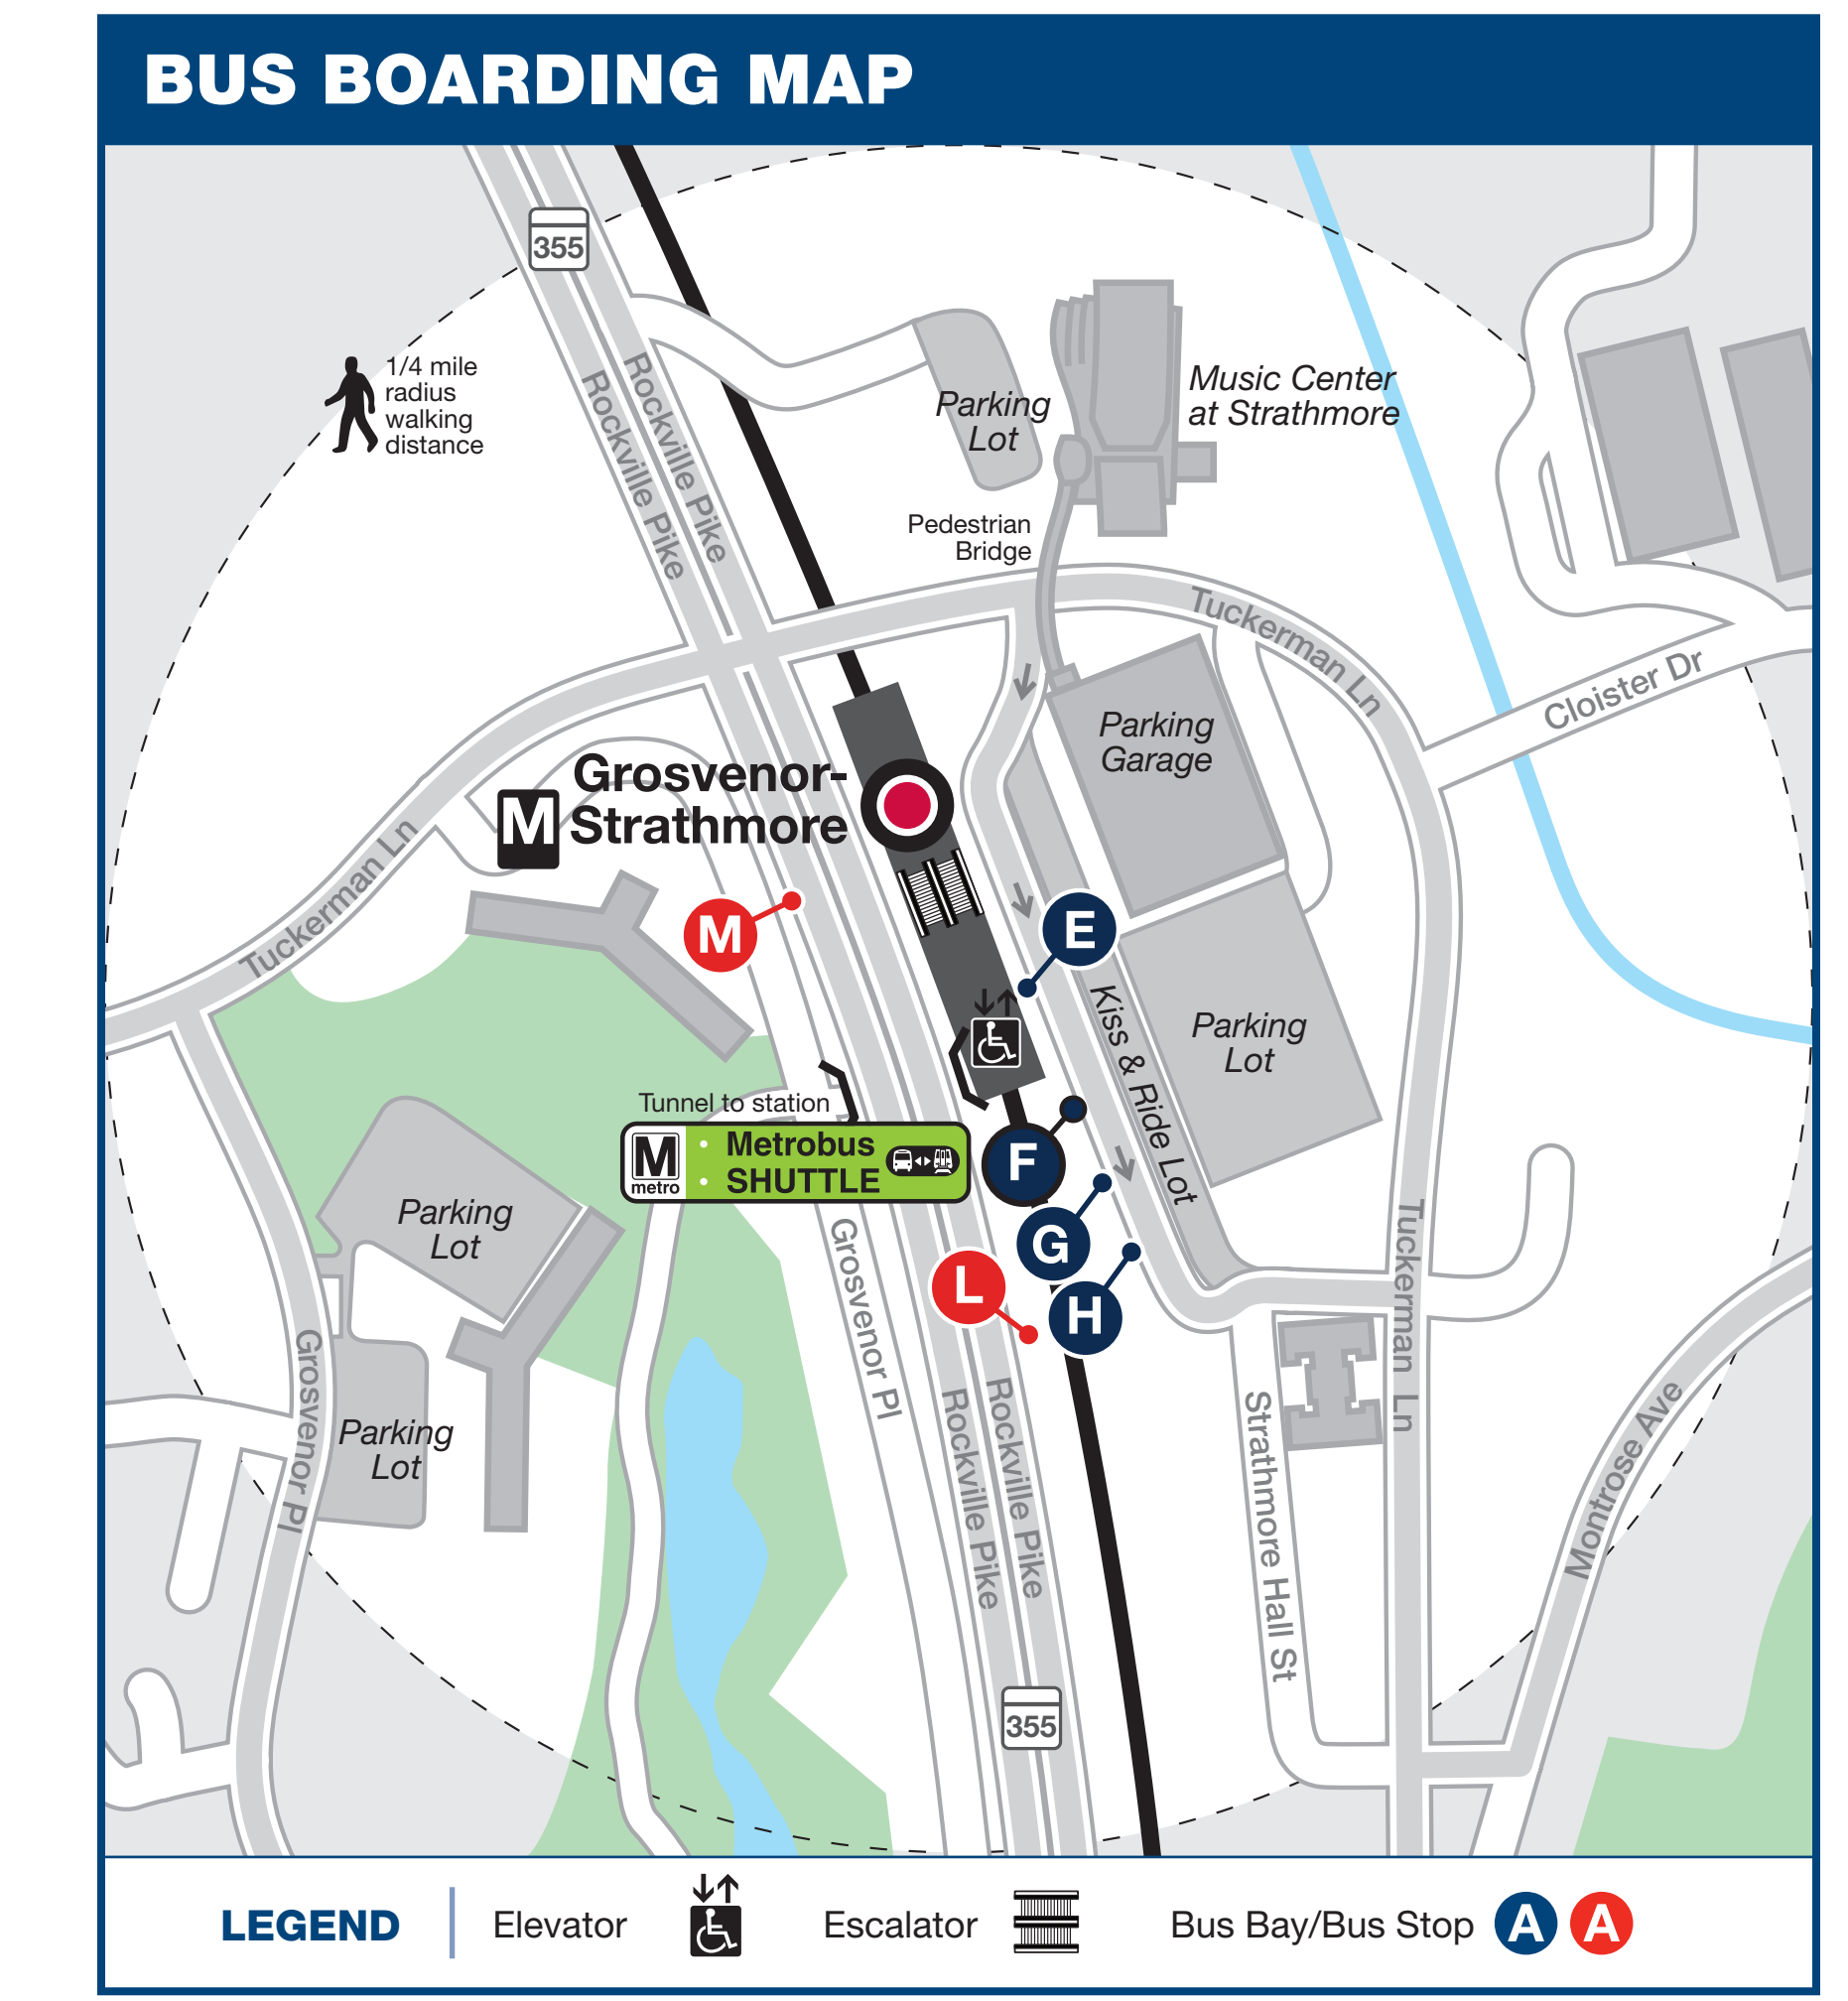 BUS BOARDING MAP
355
1/4 mile
radius
walking
distance
Rockville Pike
Rockville Pike
Parking
Lot
Music Center
at Strathmore
Pedestrian
Bridge
Tuckerman Ln
Cloister Dr
Parking
Garage
Grosvenor-
Strathmore
M
Tuckerman Ln
M
E
Kiss & Ride Lot
Parking
Lot
Tunnel to station
M
metro
• Metrobus
• SHUTTLE
F
G
H
L
Parking
Lot
Grosvenor Pl
Tuckerman Ln
Grosvenor Pl
Parking
Lot
Rockville Pike
Rockville Pike
Strathmore Hall St
Montrose Ave
355
LEGEND
Elevator
Escalator
Bus Bay/Bus Stop A A